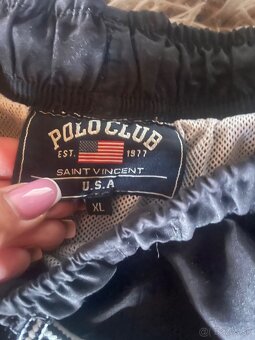 POLO CLUB
EST. 1977
SAINT VINCENT
U.S.A
XL